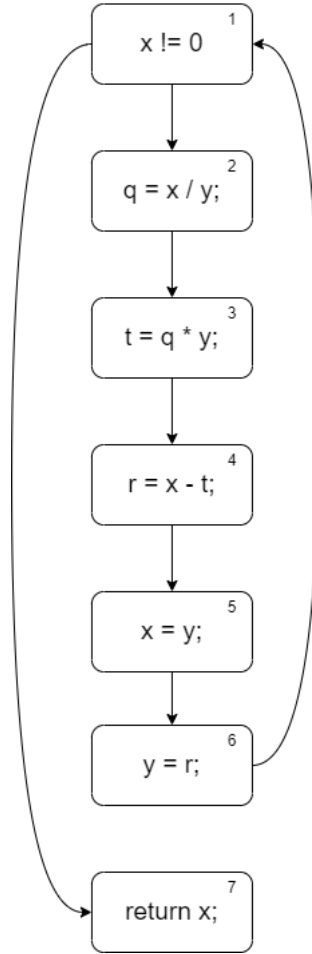 1
x != 0
2
q = x / y;
3
t = q * y;
4
r = x - t;
5
x = y;
6
y = r;
7
return x;